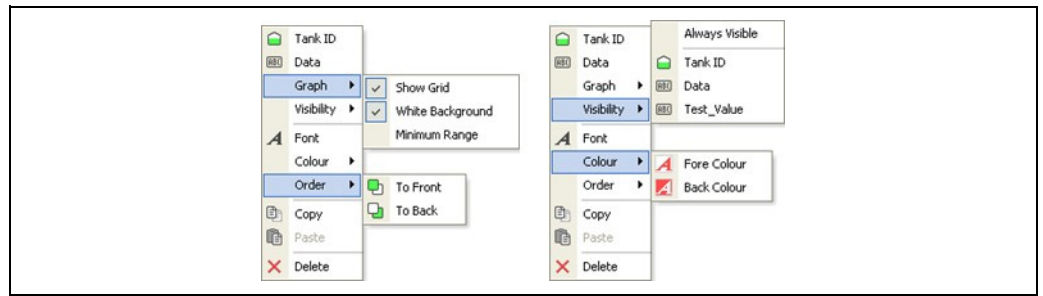 Tank ID
Data
Graph
Visibility
Font
Colour
Order
Copy
Paste
Delete
Show Grid
White Background
Minimum Range
To Front
To Back
Tank ID
Data
Graph
Visibility
Font
Colour
Order
Copy
Paste
Delete
Always Visible
Tank ID
Data
Test_Value
Fore Colour
Back Colour